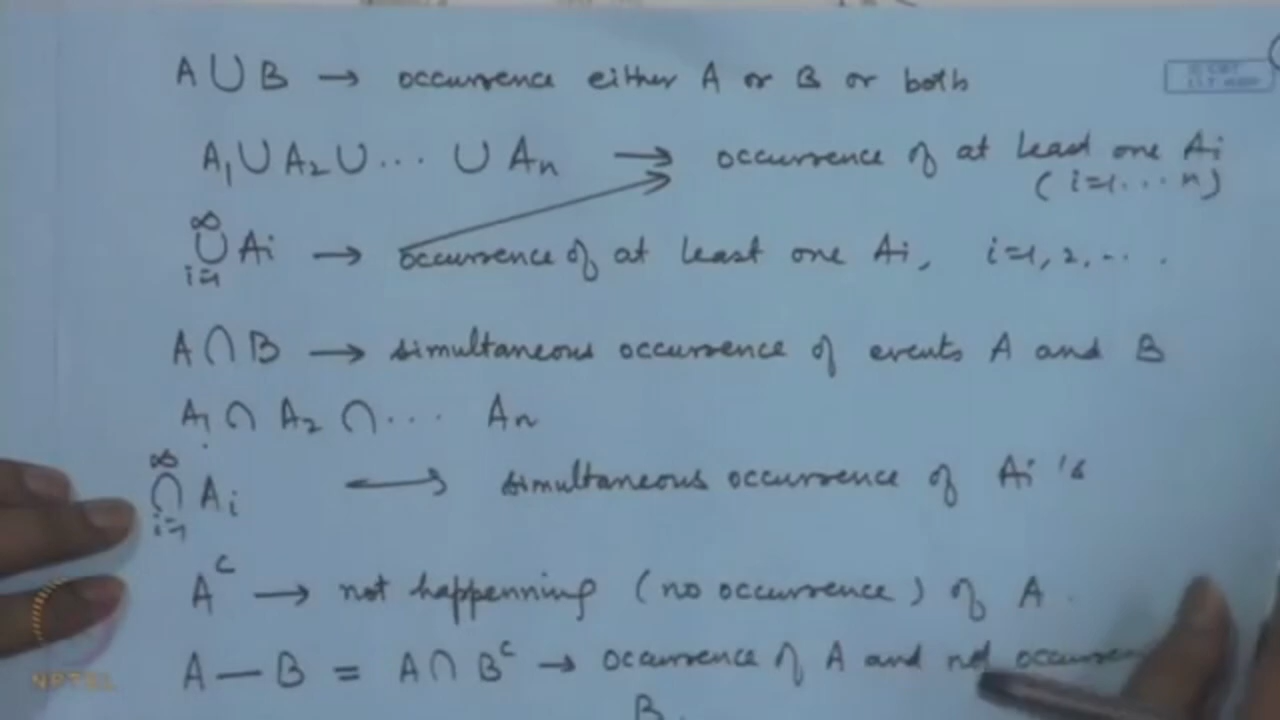 A ∪ B → occurrence either A or B or both
A₁ ∪ A₂ ∪ ... ∪ Aₙ → occurrence of at least one Ai
(i=1...n)
∞
∪ Ai → occurrence of at least one Ai, i=1, 2, ... .
i=1
A ∩ B → simultaneous occurrence of events A and B
A₁ ∩ A₂ ∩ ... Aₙ
∞
∩ Ai → simultaneous occurrence of Ai 's
i=1
Aᶜ → not happenning (no occurrence) of A .
A — B = A ∩ Bᶜ → occurrence of A and not
B.
NPTEL